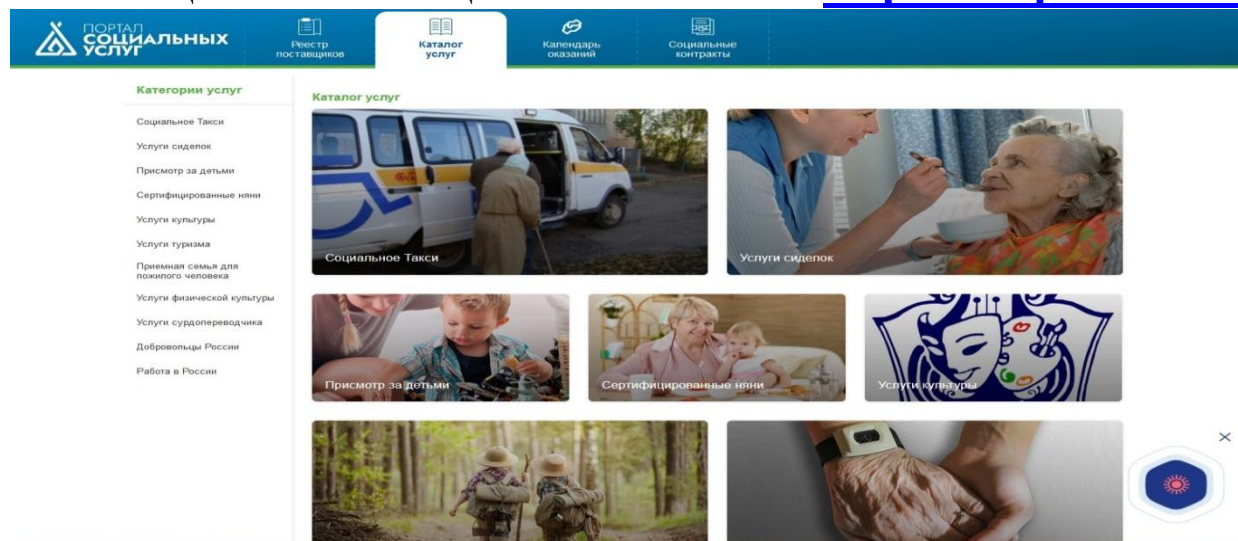 ПОРТАЛ
СОЦИАЛЬНЫХ
УСЛУГ
Реестр
поставщиков
Каталог
услуг
Календарь
оказаний
Социальные
контракты
Категории услуг
Социальное Такси
Услуги сиделок
Присмотр за детьми
Сертифицированные няни
Услуги культуры
Услуги туризма
Приемная семья для
пожилого человека
Услуги физической культуры
Услуги сурдопереводчика
Добровольцы России
Работа в России
Каталог услуг
Социальное Такси
Услуги сиделок
Присмотр за детьми
Сертифицированные няни
Услуги культуры